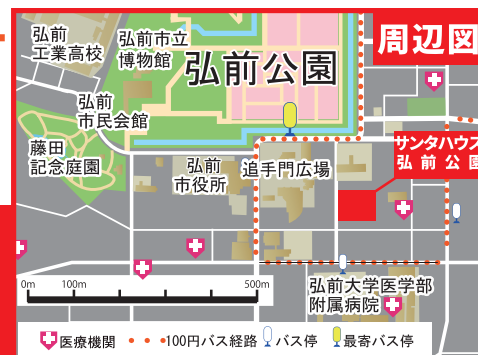 周辺図
弘前
工業高校
弘前市立
博物館
弘前公園
弘前
市民会館
藤田
記念庭園
弘前
市役所
追手門広場
サンタハウス
弘前公園
0m 100m 500m
弘前大学医学部
附属病院
医療機関 100円バス経路 バス停 最寄バス停